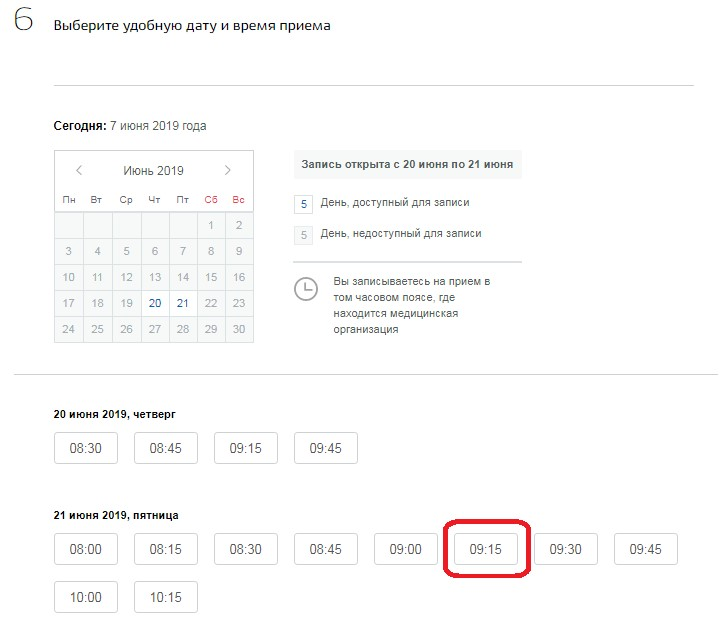 6 Выберите удобную дату и время приема
Сегодня: 7 июня 2019 года
Июнь 2019
Пн Вт Ср Чт Пт Сб Вс
1 2
3 4 5 6 7 8 9
10 11 12 13 14 15 16
17 18 19 20 21 22 23
24 25 26 27 28 29 30
Запись открыта с 20 июня по 21 июня
5 День, доступный для записи
5 День, недоступный для записи
Вы записываетесь на прием в
том часовом поясе, где
находится медицинская
организация
20 июня 2019, четверг
08:30 08:45 09:15 09:45
21 июня 2019, пятница
08:00 08:15 08:30 08:45 09:00 09:15 09:30 09:45
10:00 10:15